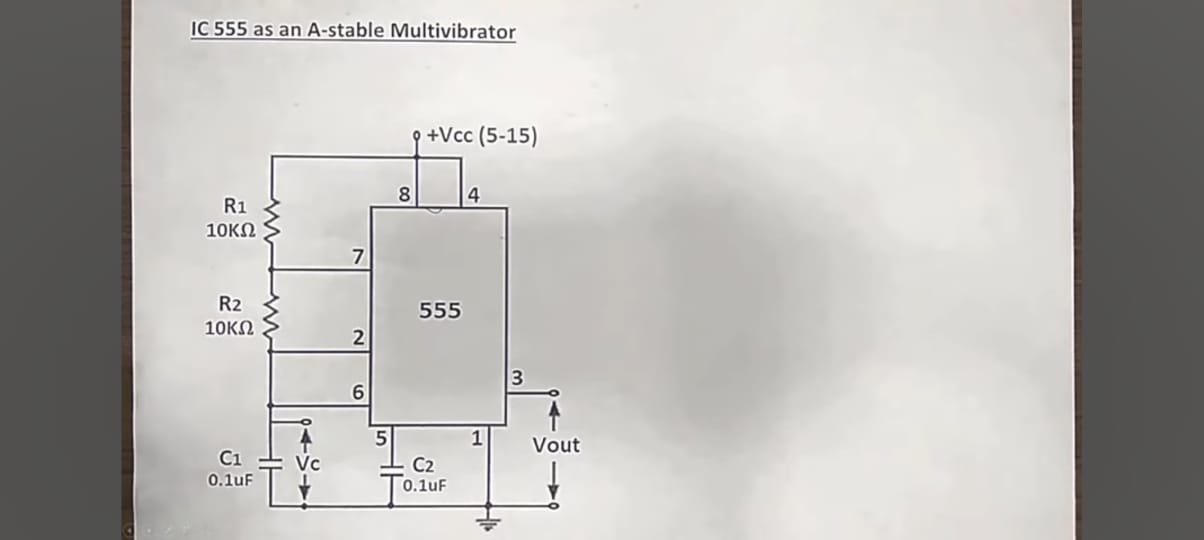 IC 555 as an A-stable Multivibrator
+Vcc (5-15)
8
4
R1
10KΩ
7
R2
10KΩ
555
2
3
6
5
1
Vout
C1
0.1uF
Vc
C2
0.1uF